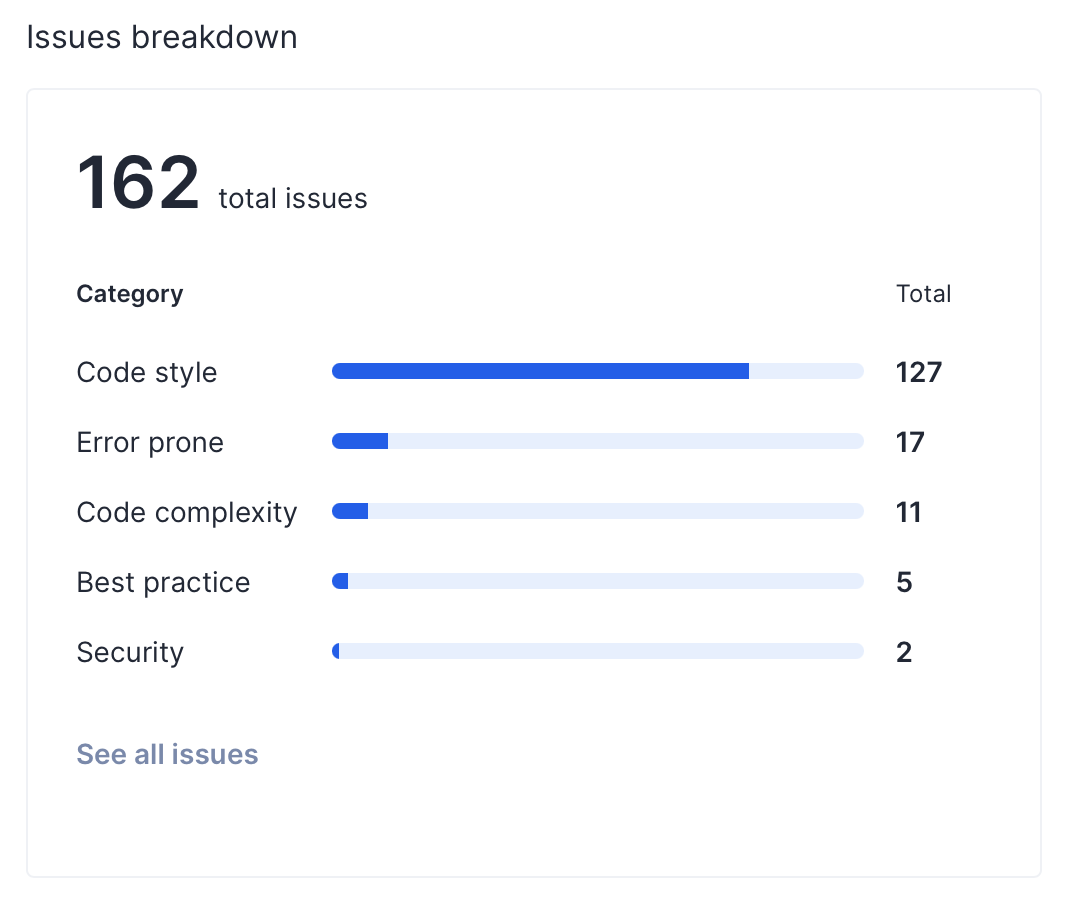 Issues breakdown
162 total issues
Category Total
Code style 127
Error prone 17
Code complexity 11
Best practice 5
Security 2
See all issues